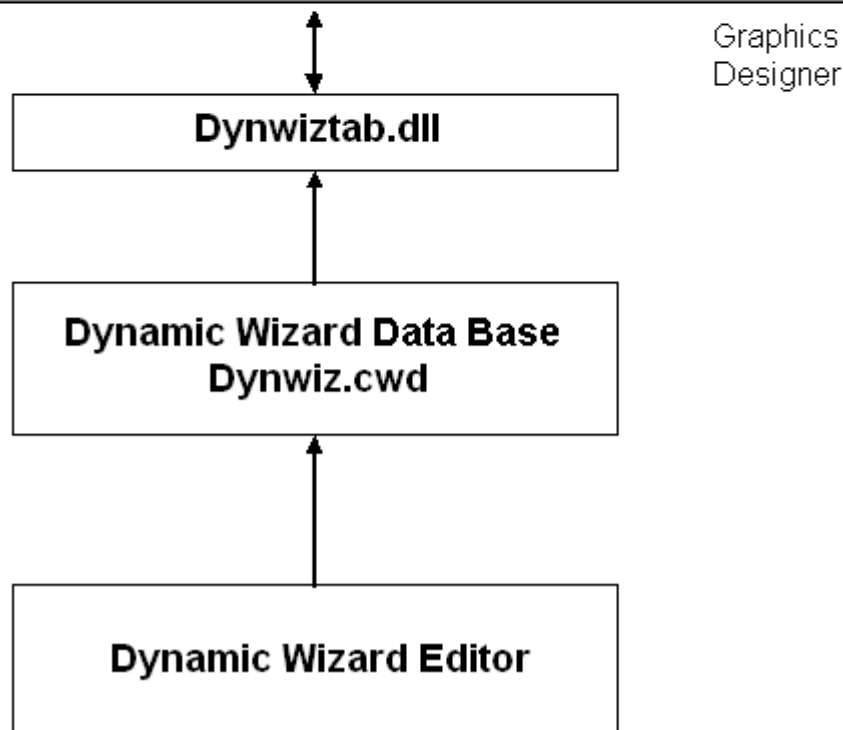 Graphics
Designer
Dynwiztab.dll
Dynamic Wizard Data Base
Dynwiz.cwd
Dynamic Wizard Editor